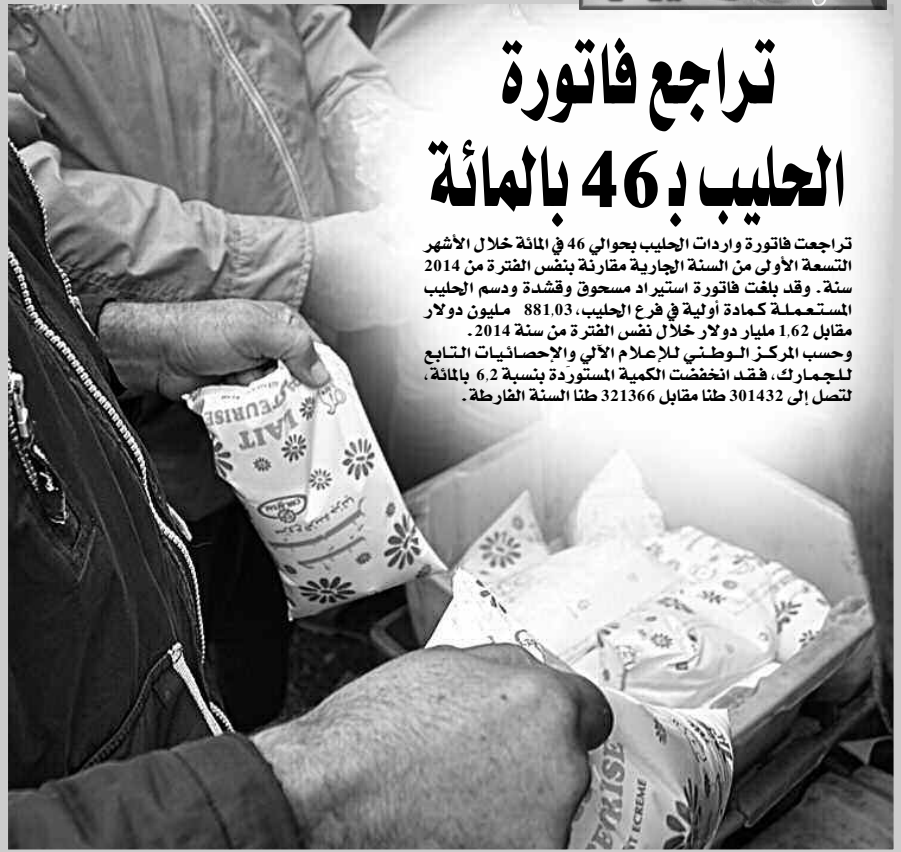 تراجع فاتورة
الحليب بـ 46 بالمائة
تراجعت فاتورة واردات الحليب بحوالي 46 في المائة خلال الأشهر
التسعة الأولى من السنة الجارية مقارنة بنفس الفترة من 2014
سنة. وقد بلغت فاتورة استيراد مسحوق وقشدة ودسم الحليب
المستعملة كمادة أولية في فرع الحليب، 881,03 مليون دولار
مقابل 1,62 مليار دولار خلال نفس الفترة من سنة 2014.
وحسب المركز الوطني للإعلام الآلي والإحصائيات التابع
للجمارك، فقد انخفضت الكمية المستوردة بنسبة 6,2 بالمائة،
لتصل إلى 301432 طنا مقابل 321366 طنا السنة الفارطة.
LAIT
ECREME